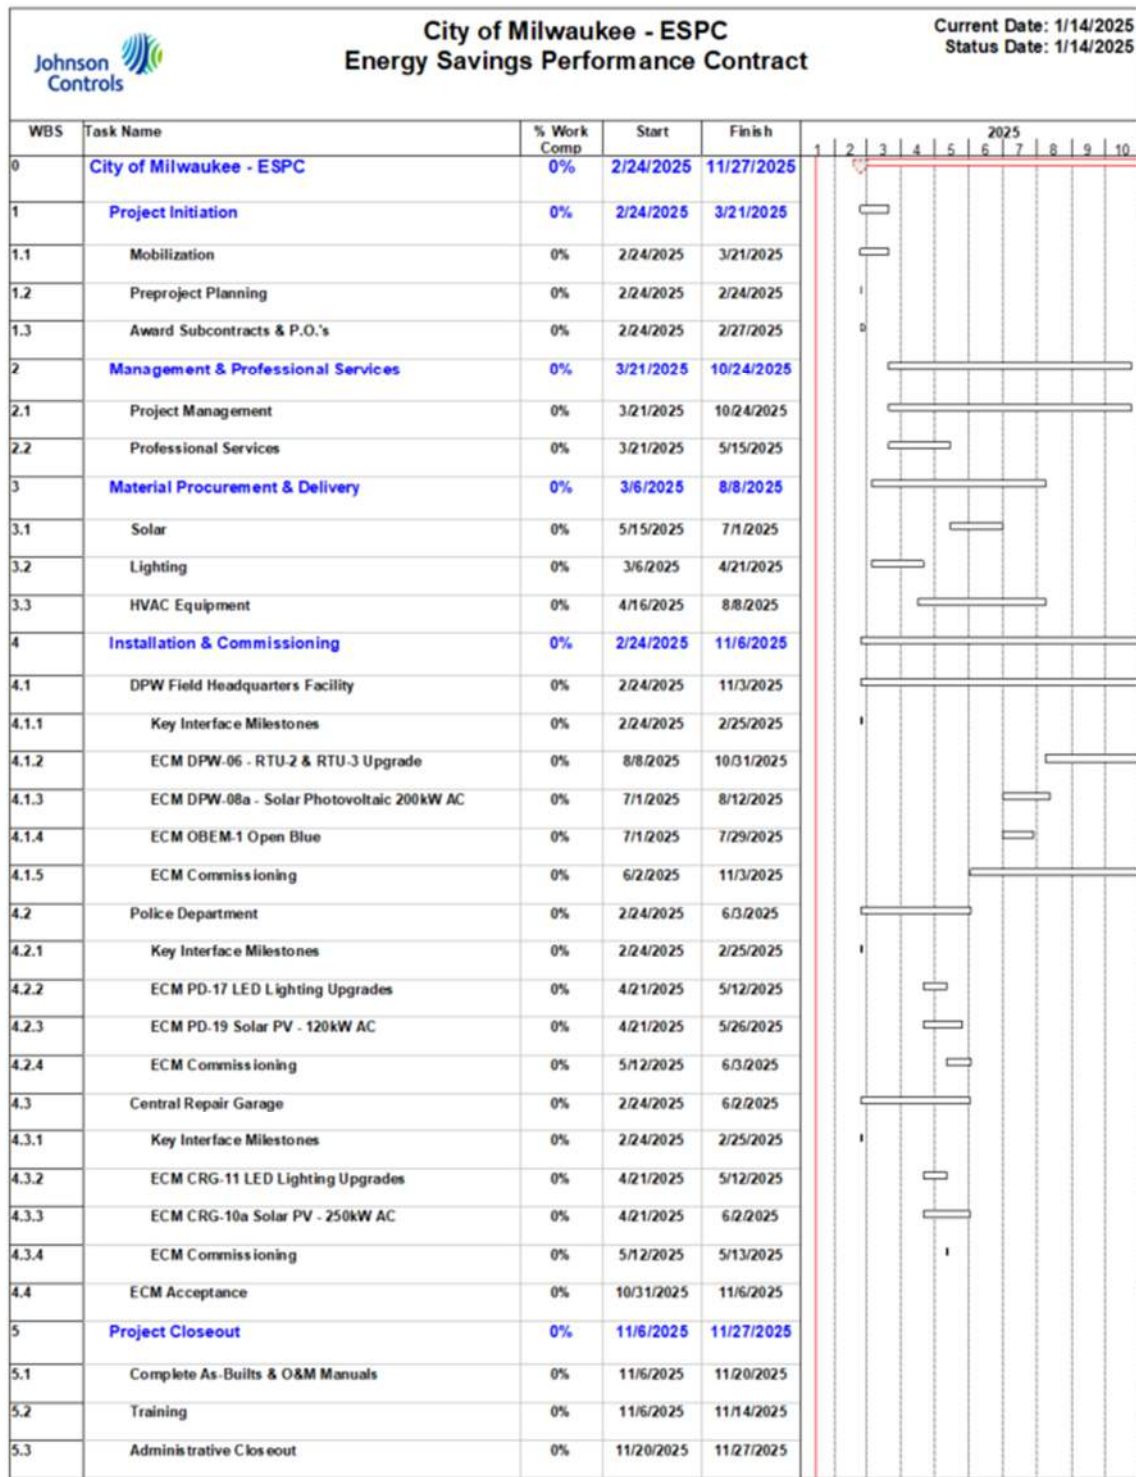 City of Milwaukee - ESPC
Energy Savings Performance Contract
Current Date: 1/14/2025
Status Date: 1/14/2025
Johnson
Controls
WBS Task Name % Work Comp Start Finish 2025
1 2 3 4 5 6 7 8 9 10
0 City of Milwaukee - ESPC 0% 2/24/2025 11/27/2025
1 Project Initiation 0% 2/24/2025 3/21/2025
1.1 Mobilization 0% 2/24/2025 3/21/2025
1.2 Preproject Planning 0% 2/24/2025 2/24/2025
1.3 Award Subcontracts & P.O.'s 0% 2/24/2025 2/27/2025
2 Management & Professional Services 0% 3/21/2025 10/24/2025
2.1 Project Management 0% 3/21/2025 10/24/2025
2.2 Professional Services 0% 3/21/2025 5/15/2025
3 Material Procurement & Delivery 0% 3/6/2025 8/8/2025
3.1 Solar 0% 5/15/2025 7/1/2025
3.2 Lighting 0% 3/6/2025 4/21/2025
3.3 HVAC Equipment 0% 4/16/2025 8/8/2025
4 Installation & Commissioning 0% 2/24/2025 11/6/2025
4.1 DPW Field Headquarters Facility 0% 2/24/2025 11/3/2025
4.1.1 Key Interface Milestones 0% 2/24/2025 2/25/2025
4.1.2 ECM DPW-06 - RTU-2 & RTU-3 Upgrade 0% 8/8/2025 10/31/2025
4.1.3 ECM DPW-08a - Solar Photovoltaic 200kW AC 0% 7/1/2025 8/12/2025
4.1.4 ECM OBEM-1 Open Blue 0% 7/1/2025 7/29/2025
4.1.5 ECM Commissioning 0% 6/2/2025 11/3/2025
4.2 Police Department 0% 2/24/2025 6/3/2025
4.2.1 Key Interface Milestones 0% 2/24/2025 2/25/2025
4.2.2 ECM PD-17 LED Lighting Upgrades 0% 4/21/2025 5/12/2025
4.2.3 ECM PD-19 Solar PV - 120kW AC 0% 4/21/2025 5/26/2025
4.2.4 ECM Commissioning 0% 5/12/2025 6/3/2025
4.3 Central Repair Garage 0% 2/24/2025 6/2/2025
4.3.1 Key Interface Milestones 0% 2/24/2025 2/25/2025
4.3.2 ECM CRG-11 LED Lighting Upgrades 0% 4/21/2025 5/12/2025
4.3.3 ECM CRG-10a Solar PV - 250kW AC 0% 4/21/2025 6/2/2025
4.3.4 ECM Commissioning 0% 5/12/2025 5/13/2025
4.4 ECM Acceptance 0% 10/31/2025 11/6/2025
5 Project Closeout 0% 11/6/2025 11/27/2025
5.1 Complete As-Builts & O&M Manuals 0% 11/6/2025 11/20/2025
5.2 Training 0% 11/6/2025 11/14/2025
5.3 Administrative Closeout 0% 11/20/2025 11/27/2025